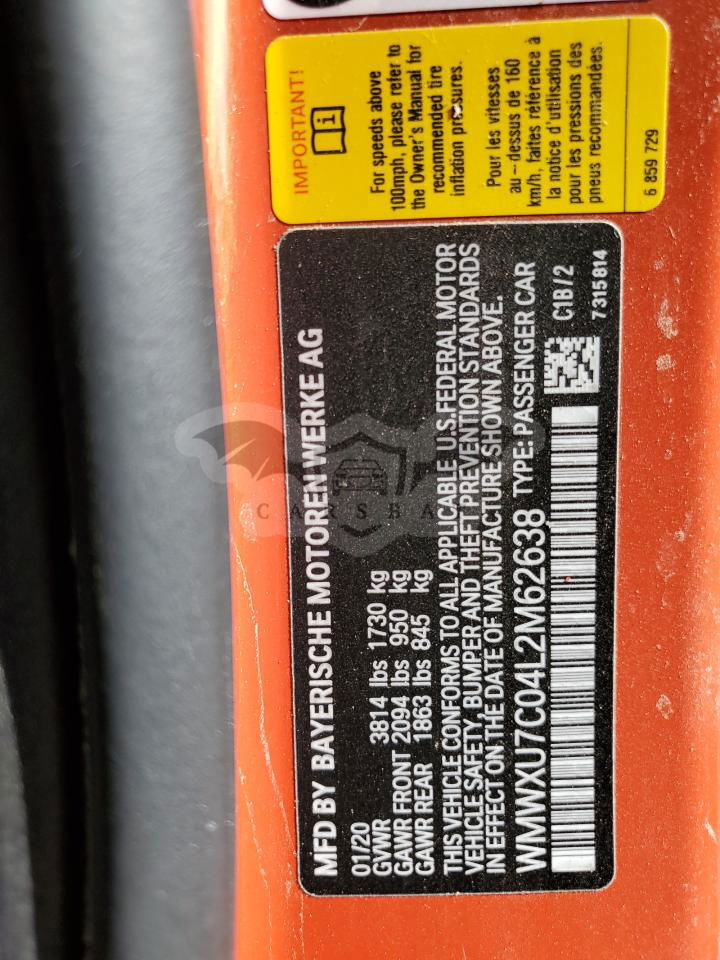 IMPORTANT!
i
For speeds above
100mph, please refer to
the Owner's Manual for
recommended tire
inflation pressures.
Pour les vitesses
au - dessus de 160
km/h, faites référence à
la notice d'utilisation
pour les pressions des
pneus recommandées.
6 859 729
MFD BY BAYERISCHE MOTOREN WERKE AG
01/20
GVWR 3814 lbs 1730 kg
GAWR FRONT 2094 lbs 950 kg
GAWR REAR 1863 lbs 845 kg
THIS VEHICLE CONFORMS TO ALL APPLICABLE U.S. FEDERAL MOTOR
VEHICLE SAFETY, BUMPER AND THEFT PREVENTION STANDARDS
IN EFFECT ON THE DATE OF MANUFACTURE SHOWN ABOVE.
WMWXU7C04L2M62638 TYPE: PASSENGER CAR
C1B/2
7315814